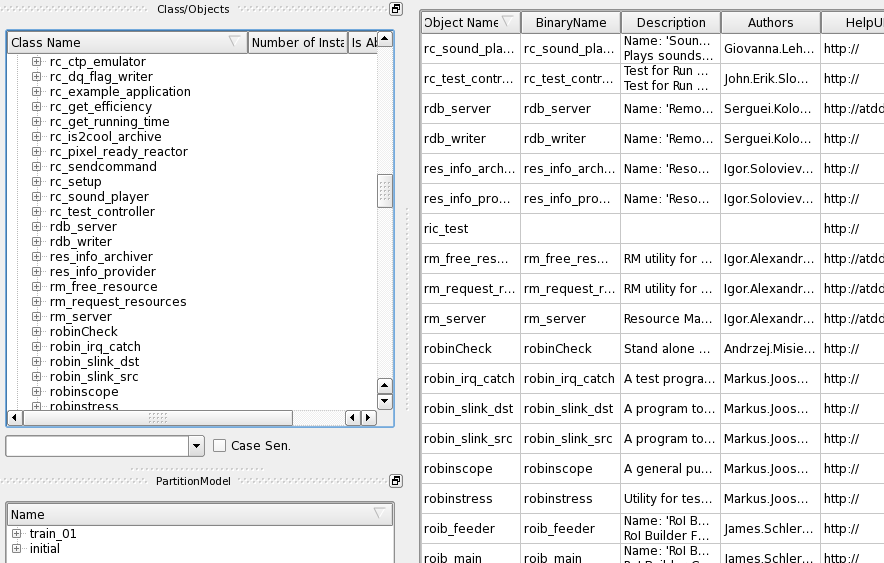 Class/Objects
Class Name Number of Insta Is Ab
rc_ctp_emulator
rc_dq_flag_writer
rc_example_application
rc_get_efficiency
rc_get_running_time
rc_is2cool_archive
rc_pixel_ready_reactor
rc_sendcommand
rc_setup
rc_sound_player
rc_test_controller
rdb_server
rdb_writer
res_info_archiver
res_info_provider
rm_free_resource
rm_request_resources
rm_server
robinCheck
robin_irq_catch
robin_slink_dst
robin_slink_src
robinscope
robinstress
Case Sen.
PartitionModel
Name
train_01
initial
Object Name BinaryName Description Authors HelpU
rc_sound_pla... rc_sound_pla... Name: 'Soun... Giovanna.Leh... http://
Plays sounds...
rc_test_contr... rc_test_contr... Test for Run ... John.Erik.Slo... http://
Test for Run ...
rdb_server rdb_server Name: 'Remo... Serguei.Kolo... http://atdd
rdb_writer rdb_writer Name: 'Remo... Serguei.Kolo... http://
res_info_arch... res_info_arch... Name: 'Reso... Igor.Soloviev... http://
res_info_pro... res_info_pro... Name: 'Reso... Igor.Soloviev... http://
ric_test http://
rm_free_res... rm_free_res... RM utility for ... Igor.Alexandr... http://atdd
rm_request_r... rm_request_r... RM utility for ... Igor.Alexandr... http://atdd
rm_server rm_server Resource Ma... Igor.Alexandr... http://atdd
robinCheck robinCheck Stand alone ... Andrzej.Misie... http://
robin_irq_catch robin_irq_catch A test progra... Markus.Joos... http://
robin_slink_dst robin_slink_dst A program to... Markus.Joos... http://
robin_slink_src robin_slink_src A program to... Markus.Joos... http://
robinscope robinscope A general pu... Markus.Joos... http://
robinstress robinstress Utility for tes... Markus.Joos... http://
roib_feeder roib_feeder Name: 'RoI B... James.Schler... http://
RoI Builder F...
roib_main roib_main Name: 'RoI B... James.Schler... http://